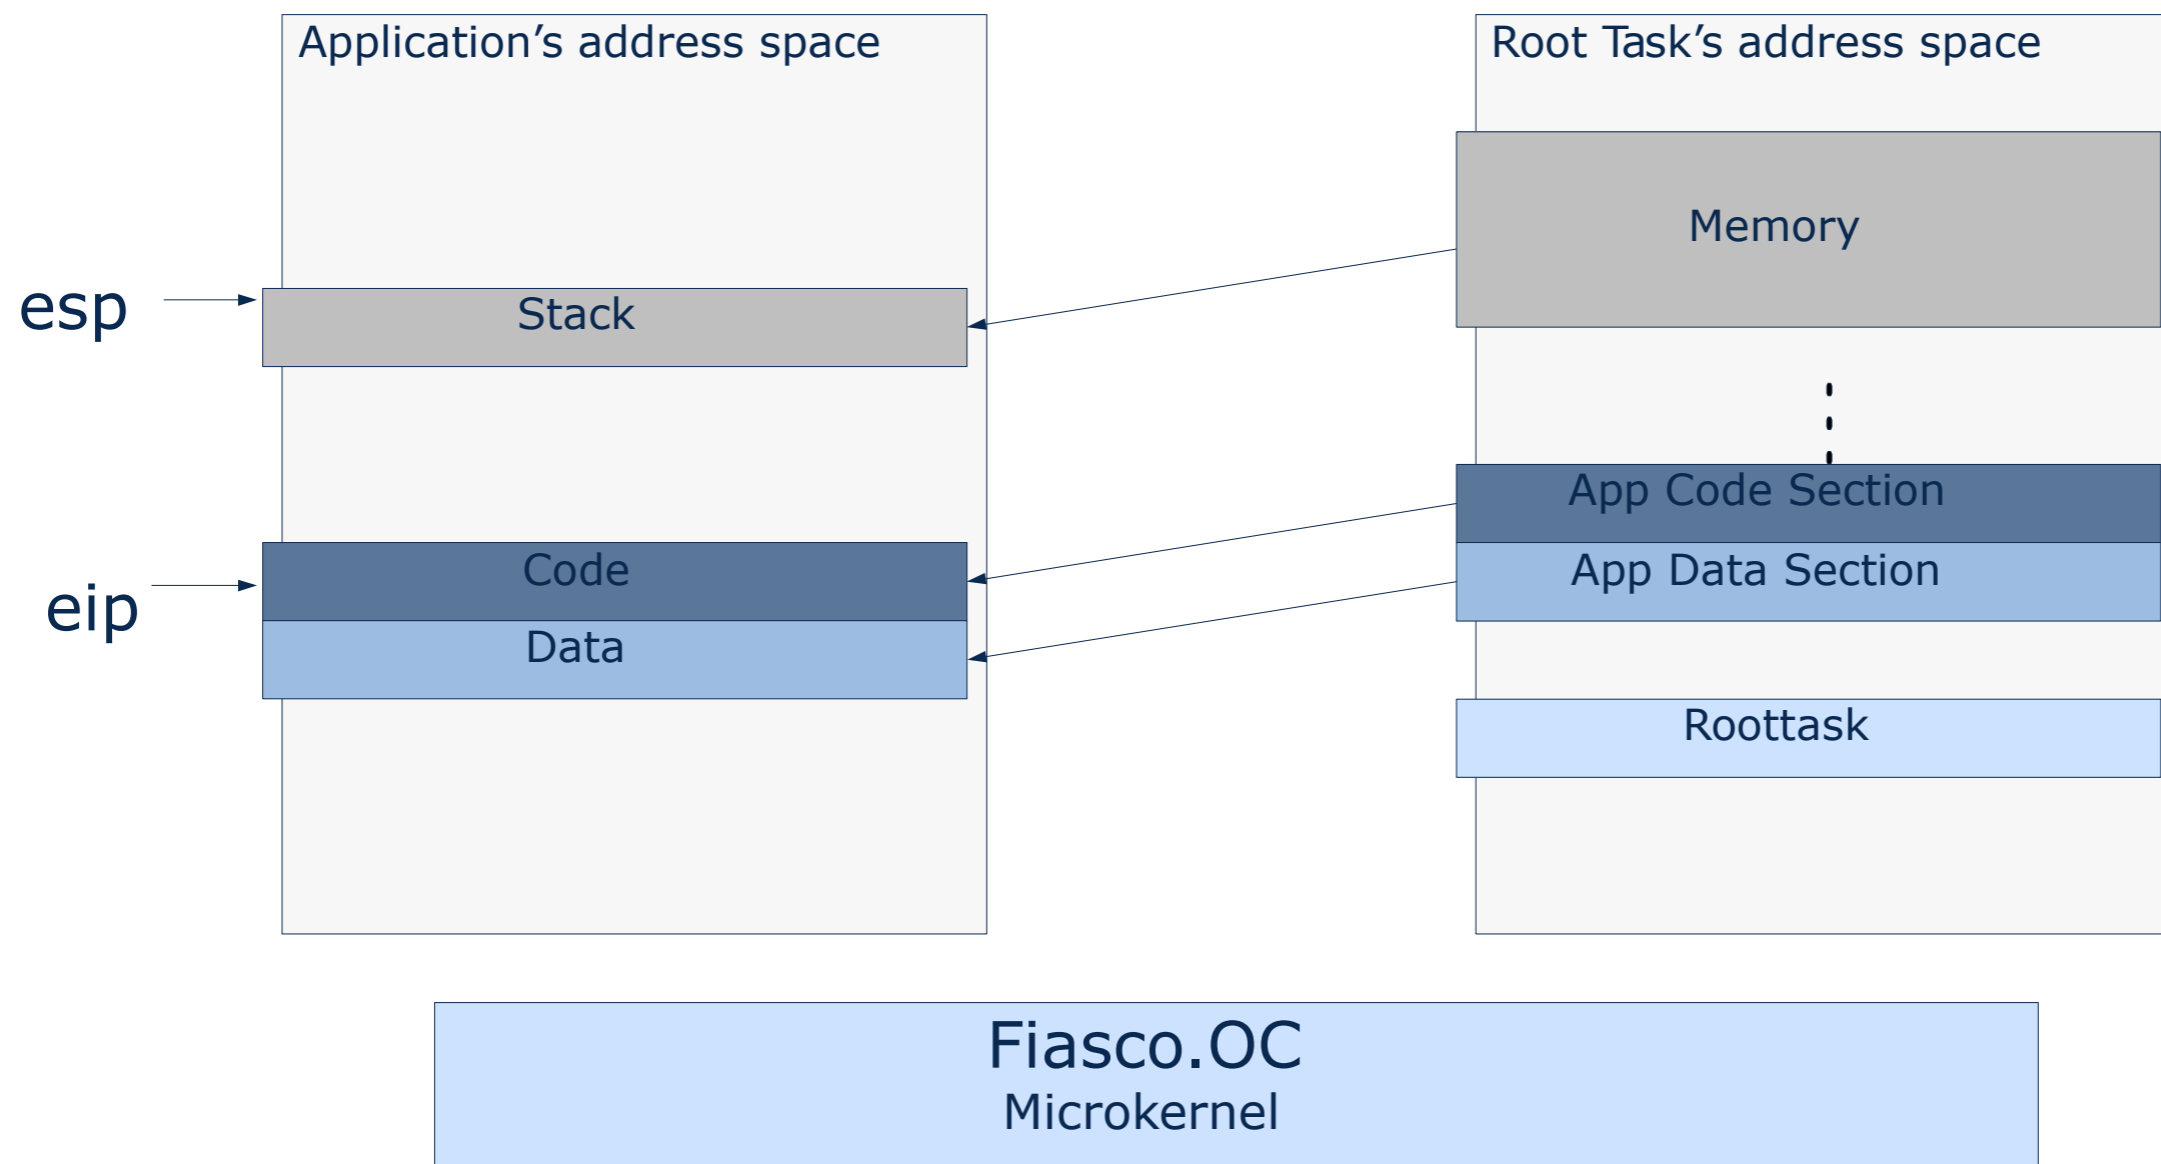 Application’s address space
Root Task’s address space
Memory
esp
Stack
App Code Section
Code
App Data Section
eip
Data
Roottask
Fiasco.OC
Microkernel